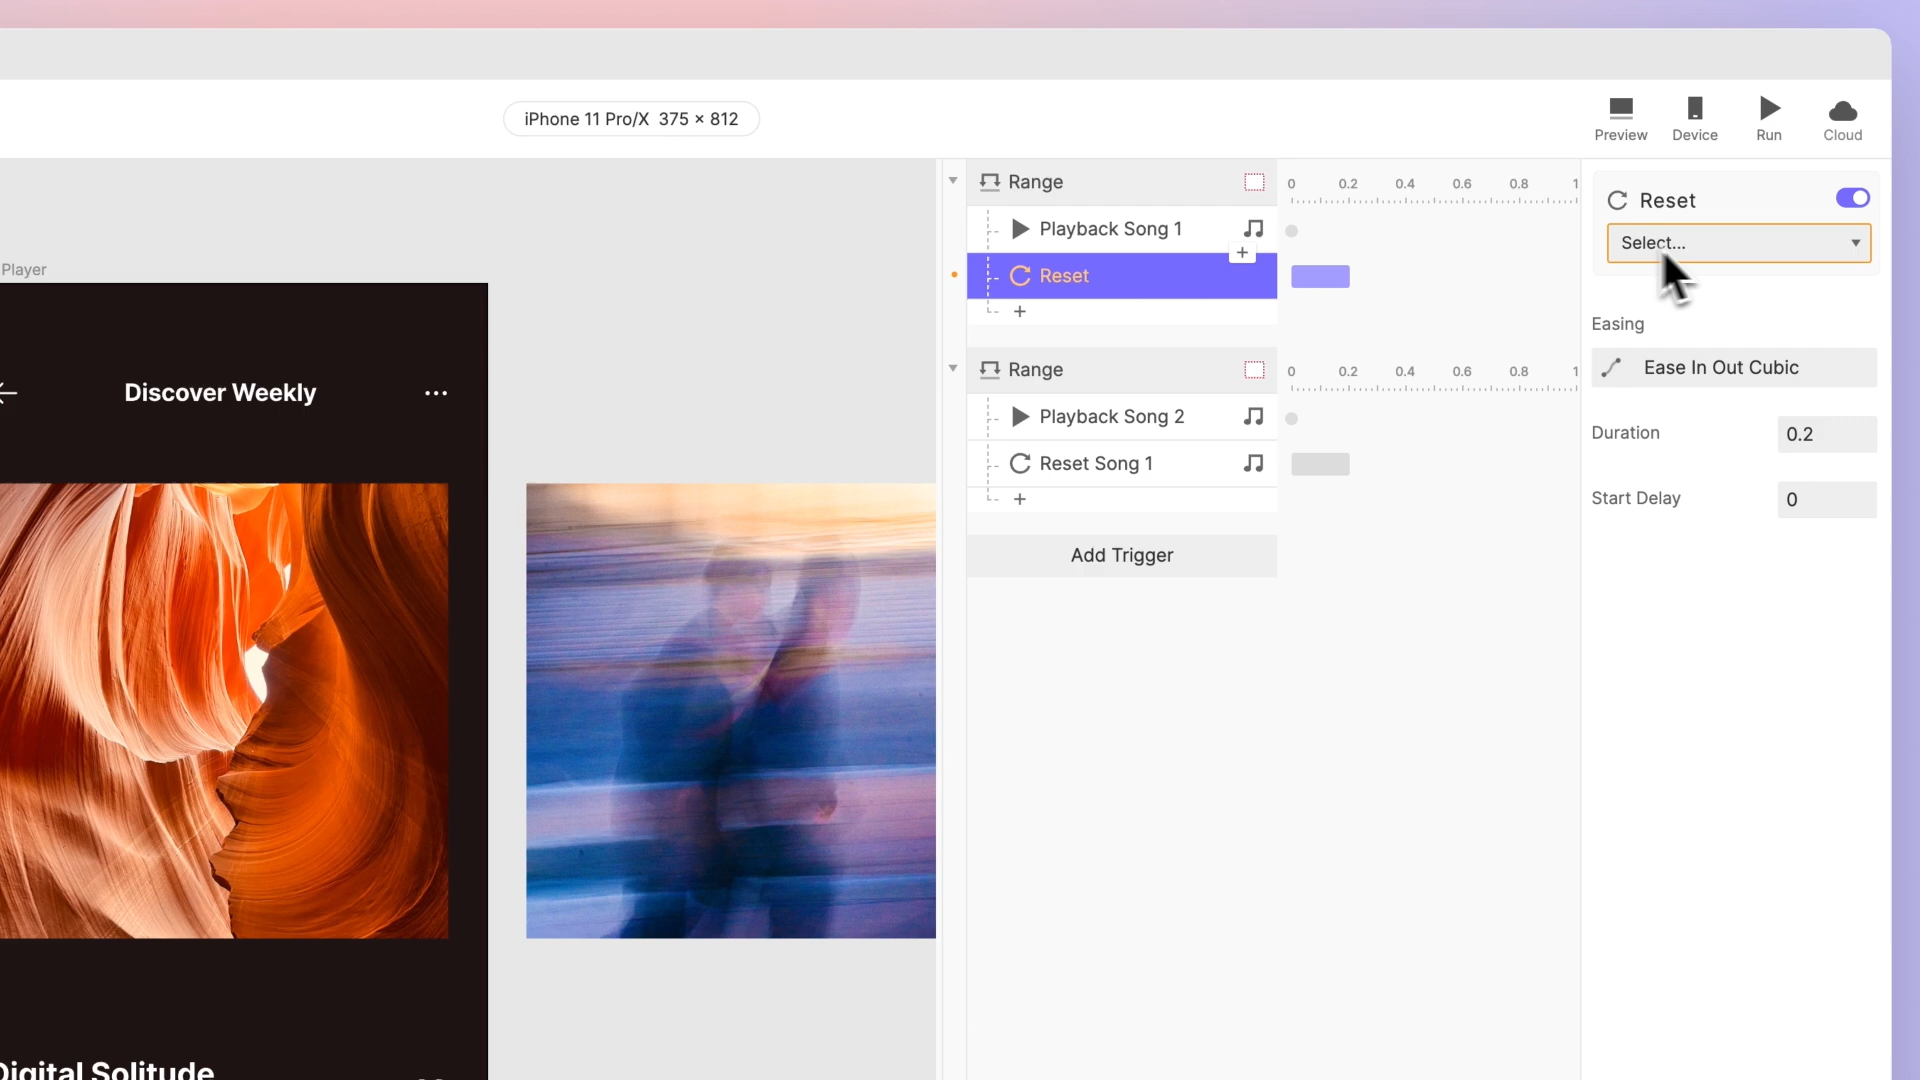 iPhone 11 Pro/X 375 × 812
Preview
Device
Run
Cloud
Player
Discover Weekly
Digital Solitude
Range
0 0.2 0.4 0.6 0.8 1
Playback Song 1
Reset
Range
0 0.2 0.4 0.6 0.8 1
Playback Song 2
Reset Song 1
Add Trigger
Reset
Select...
Easing
Ease In Out Cubic
Duration
0.2
Start Delay
0